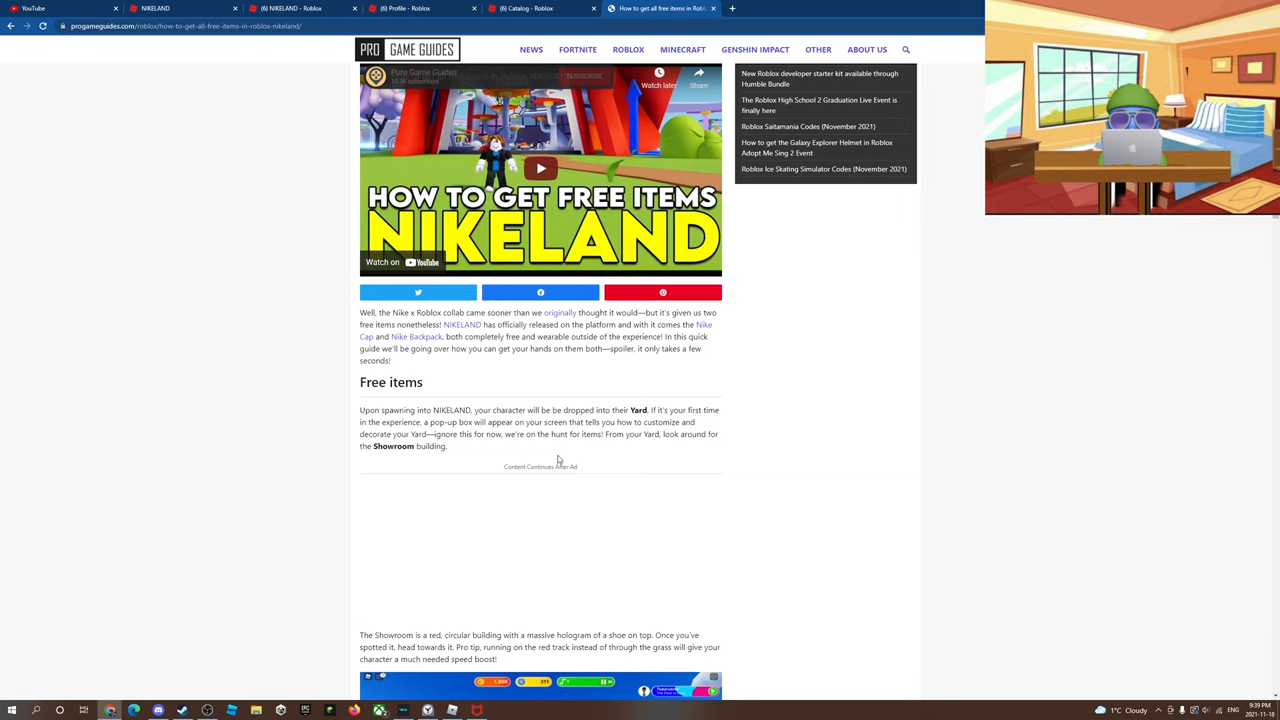 YouTube
NIKELAND
(6) NIKELAND - Roblox
(6) Profile - Roblox
(6) Catalog - Roblox
How to get all free items in Robl
progameguides.com/roblox/how-to-get-all-free-items-in-roblox-nikeland/
PRO GAME GUIDES
NEWS FORTNITE ROBLOX MINECRAFT GENSHIN IMPACT OTHER ABOUT US
Pure Game Guides
SUBSCRIBE
Watch later
Share
HOW TO GET FREE ITEMS
NIKELAND
Watch on YouTube
New Roblox developer starter kit available through
Humble Bundle
The Roblox High School 2 Graduation Live Event is
finally here
Roblox Saitamania Codes (November 2021)
How to get the Galaxy Explorer Helmet in Roblox
Adopt Me Sing 2 Event
Roblox Ice Skating Simulator Codes (November 2021)
Well, the Nike x Roblox collab came sooner than we originally thought it would—but it's given us two
free items nonetheless! NIKELAND has officially released on the platform and with it comes the Nike
Cap and Nike Backpack, both completely free and wearable outside of the experience! In this quick
guide we'll be going over how you can get your hands on them both—spoiler, it only takes a few
seconds!
Free items
Upon spawning into NIKELAND, your character will be be dropped into their Yard. If it's your first time
in the experience, a pop-up box will appear on your screen that tells you how to customize and
decorate your Yard—ignore this for now, we're on the hunt for items! From your Yard, look around for
the Showroom building.
Content Continues After Ad
The Showroom is a red, circular building with a massive hologram of a shoe on top. Once you've
spotted it, head towards it. Pro tip, running on the red track instead of through the grass will give your
character a much needed speed boost!
311
1°C Cloudy
ENG
9:39 PM
2021-11-18